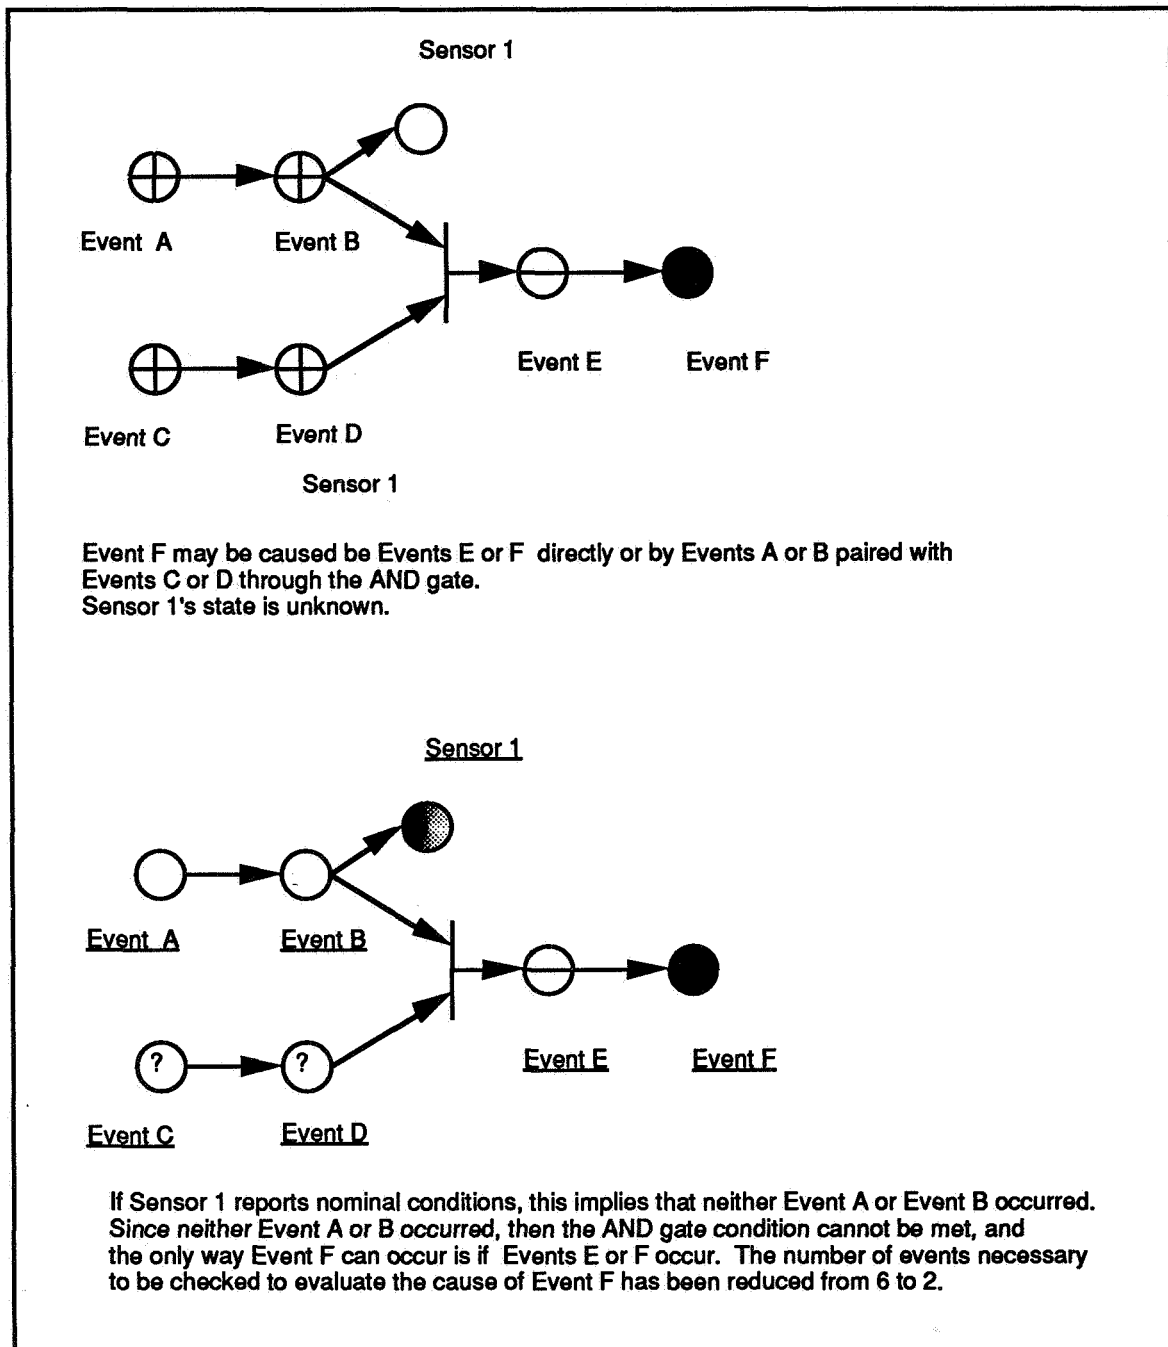 Sensor 1
Event A
Event B
Event E
Event F
Event C
Event D
Sensor 1
Event F may be caused be Events E or F directly or by Events A or B paired with
Events C or D through the AND gate.
Sensor 1's state is unknown.
Sensor 1
Event A
Event B
?
?
Event E
Event F
Event C
Event D
If Sensor 1 reports nominal conditions, this implies that neither Event A or Event B occurred.
Since neither Event A or B occurred, then the AND gate condition cannot be met, and
the only way Event F can occur is if Events E or F occur. The number of events necessary
to be checked to evaluate the cause of Event F has been reduced from 6 to 2.